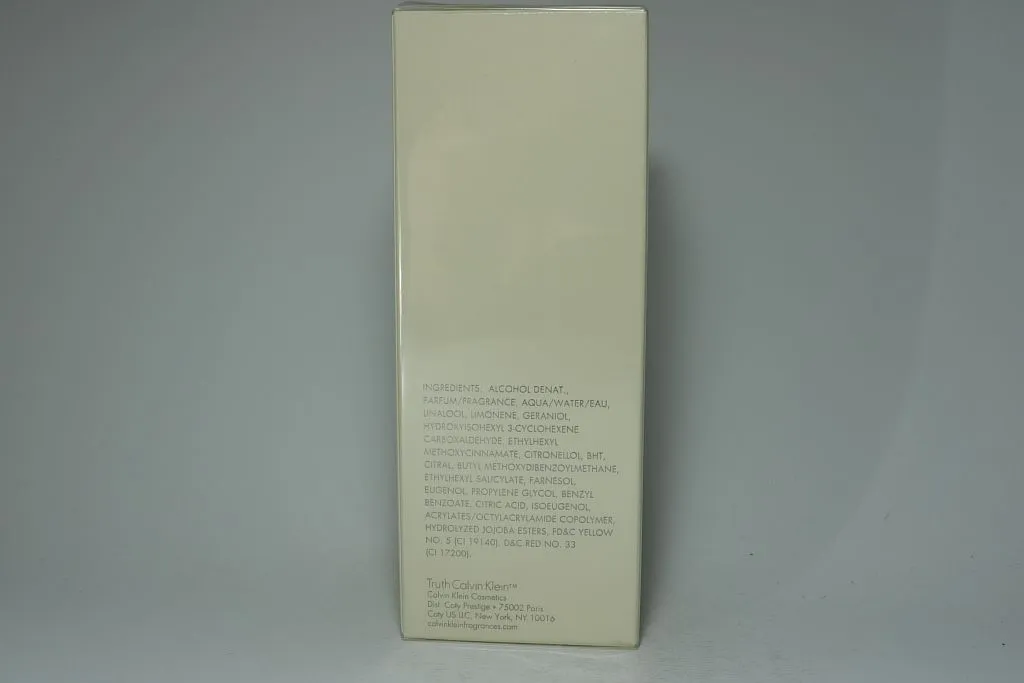 INGREDIENTS: ALCOHOL DENAT.,
PARFUM/FRAGRANCE, AQUA/WATER/EAU,
LINALOOL, LIMONENE, GERANIOL,
HYDROXYISOHEXYL 3-CYCLOHEXENE
CARBOXALDEHYDE, ETHYLHEXYL
METHOXYCINNAMATE, CITRONELLOL, BHT,
CITRAL, BUTYL METHOXYDIBENZOYLMETHANE,
ETHYLHEXYL SALICYLATE, FARNESOL,
EUGENOL, PROPYLENE GLYCOL, BENZYL
BENZOATE, CITRIC ACID, ISOEUGENOL,
ACRYLATES/OCTYLACRYLAMIDE COPOLYMER,
HYDROLYZED JOJOBA ESTERS, FD&C YELLOW
NO. 5 (CI 19140), D&C RED NO. 33
(CI 17200).
Truth Calvin Klein™
Calvin Klein Cosmetics
Dist. Coty Prestige • 75002 Paris
Coty US LLC, New York, NY 10016
calvinkleinfragrances.com